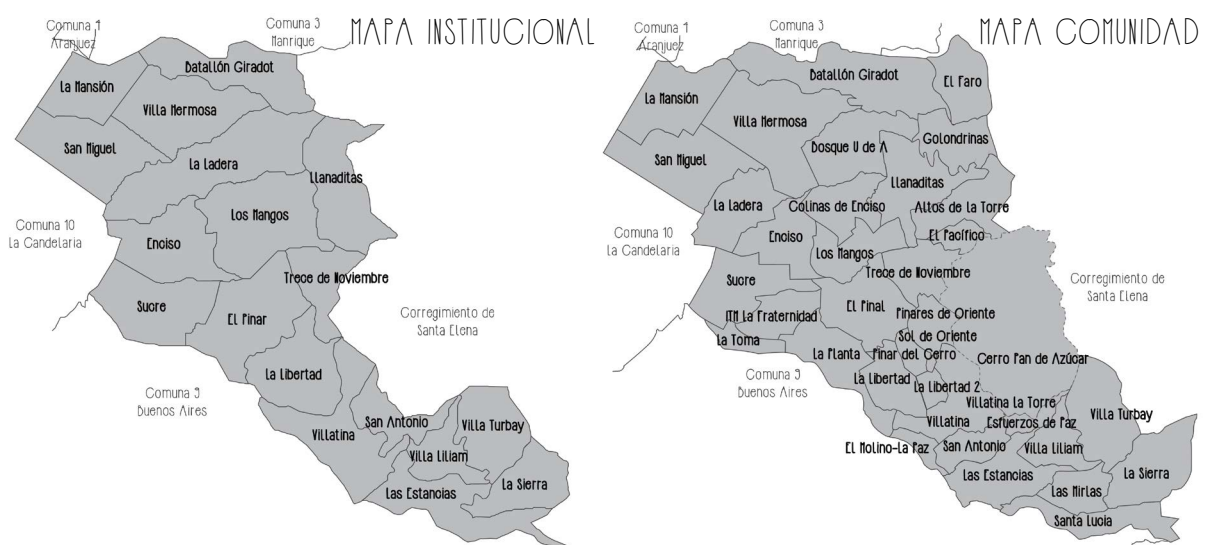 MAPA INSTITUCIONAL
Comuna 1
Aranjuez
Comuna 3
Manrique
Batallón Giradot
La Mansión
Villa Hermosa
San Miguel
La Ladera
Llanaditas
Los Mangos
Comuna 10
La Candelaria
Enciso
Trece de Noviembre
Sucre
El Pinar
Corregimiento de
Santa Elena
La Libertad
Comuna 9
Buenos Aires
San Antonio
Villa Turbay
Villatina
Villa Liliam
La Sierra
Las Estancias
MAPA COMUNIDAD
Comuna 1
Aranjuez
Comuna 3
Manrique
Batallón Giradot
El Faro
La Mansión
Villa Hermosa
Golondrinas
Bosque U de A
San Miguel
Llanaditas
La Ladera
Colinas de Enciso
Altos de la Torre
Comuna 10
La Candelaria
Enciso
El Pacífico
Los Mangos
Trece de Noviembre
Sucre
Corregimiento de
Santa Elena
El Pinal
Pinares de Oriente
ITM La Fraternidad
Sol de Oriente
La Toma
La Planta
Pinar del Cerro
Cerro Pan de Azúcar
Comuna 9
Buenos Aires
La Libertad
La Libertad 2
Villatina La Torre
Villa Turbay
Villatina
Esfuerzos de Paz
El Molino-La Paz
San Antonio
Villa Liliam
Las Estancias
La Sierra
Las Mirlas
Santa Lucia